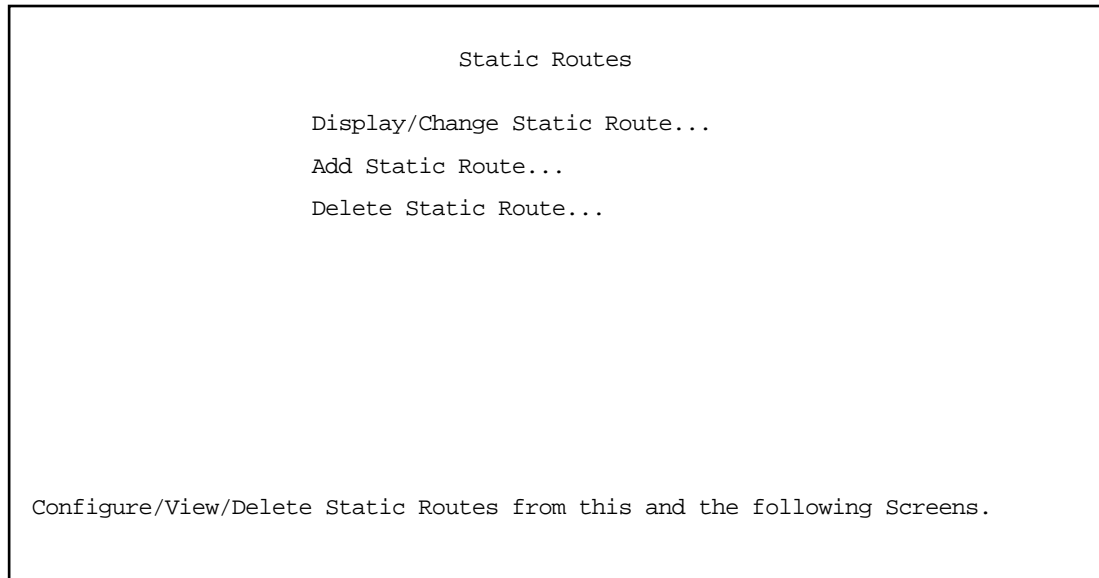 Static Routes
Display/Change Static Route...
Add Static Route...
Delete Static Route...
Configure/View/Delete Static Routes from this and the following Screens.